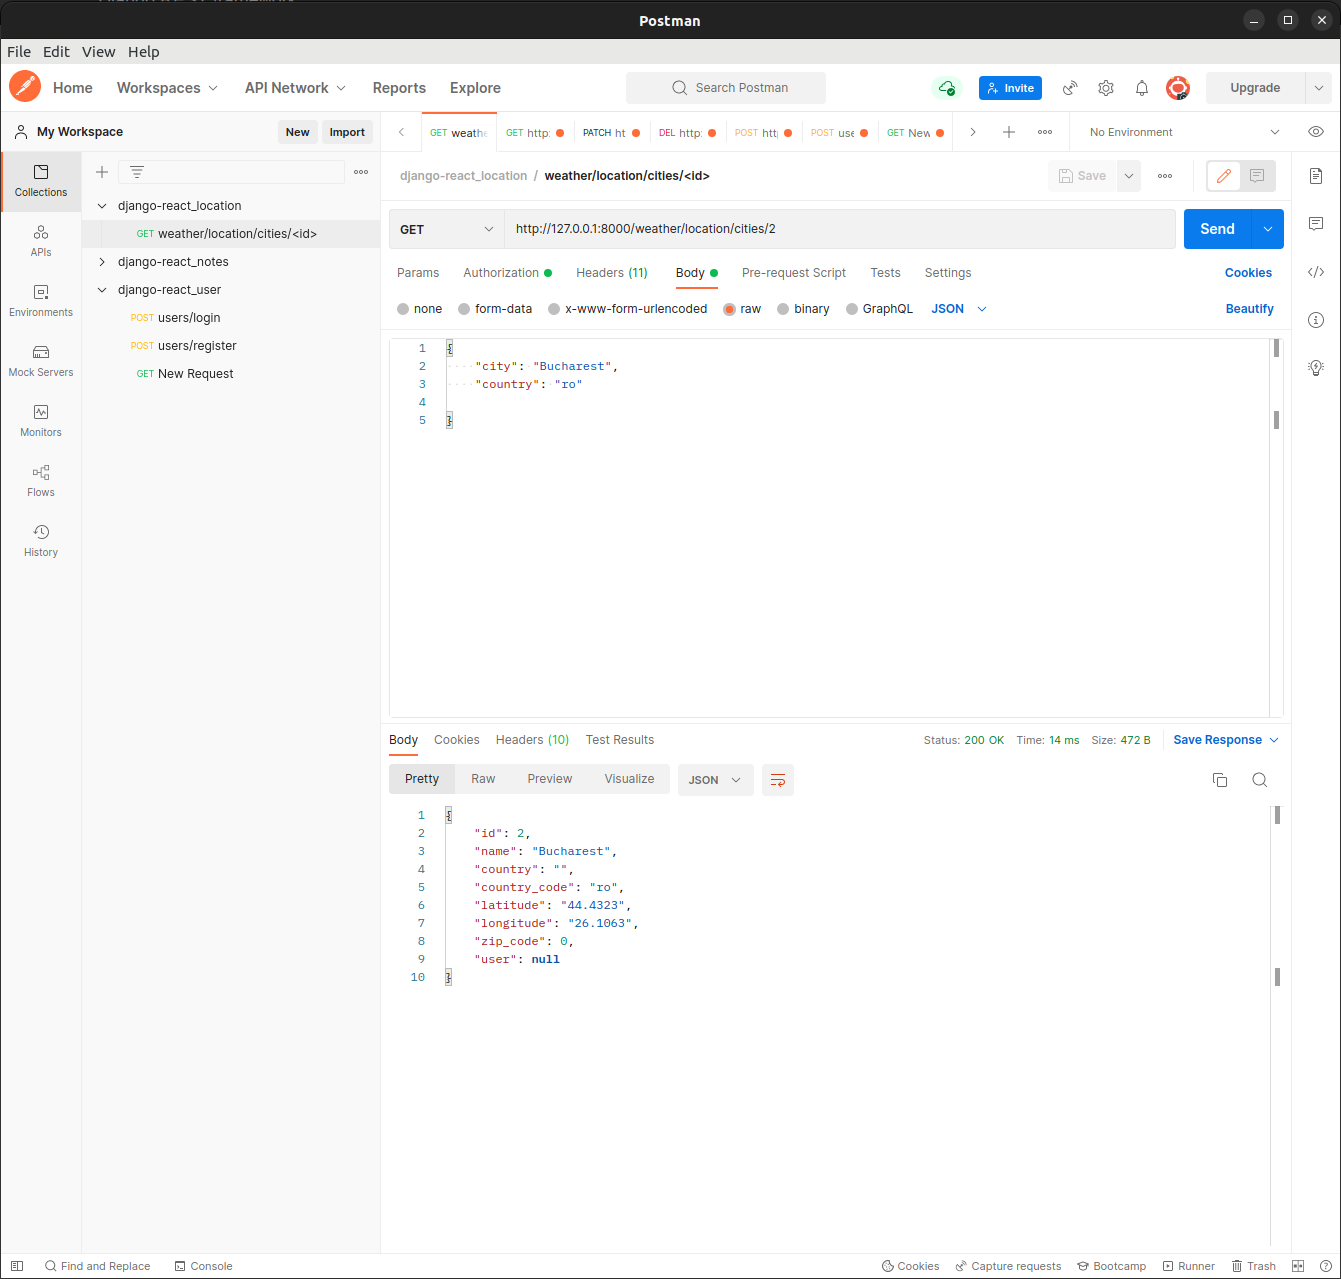 Postman
File Edit View Help
Home Workspaces API Network Reports Explore Search Postman Invite Upgrade
My Workspace New Import
GET weathe GET http: PATCH ht DEL http: POST htt POST use GET New No Environment
Collections
APIs
Environments
Mock Servers
Monitors
Flows
History
django-react_location
GET weather/location/cities/<id>
django-react_notes
django-react_user
POST users/login
POST users/register
GET New Request
django-react_location / weather/location/cities/<id> Save
GET http://127.0.0.1:8000/weather/location/cities/2 Send
Params Authorization Headers (11) Body Pre-request Script Tests Settings Cookies
none form-data x-www-form-urlencoded raw binary GraphQL JSON Beautify
1 {
2 "city": "Bucharest",
3 "country": "ro"
4
5 }
Body Cookies Headers (10) Test Results Status: 200 OK Time: 14 ms Size: 472 B Save Response
Pretty Raw Preview Visualize JSON
1 {
2 "id": 2,
3 "name": "Bucharest",
4 "country": "",
5 "country_code": "ro",
6 "latitude": "44.4323",
7 "longitude": "26.1063",
8 "zip_code": 0,
9 "user": null
10 }
Find and Replace Console Cookies Capture requests Bootcamp Runner Trash